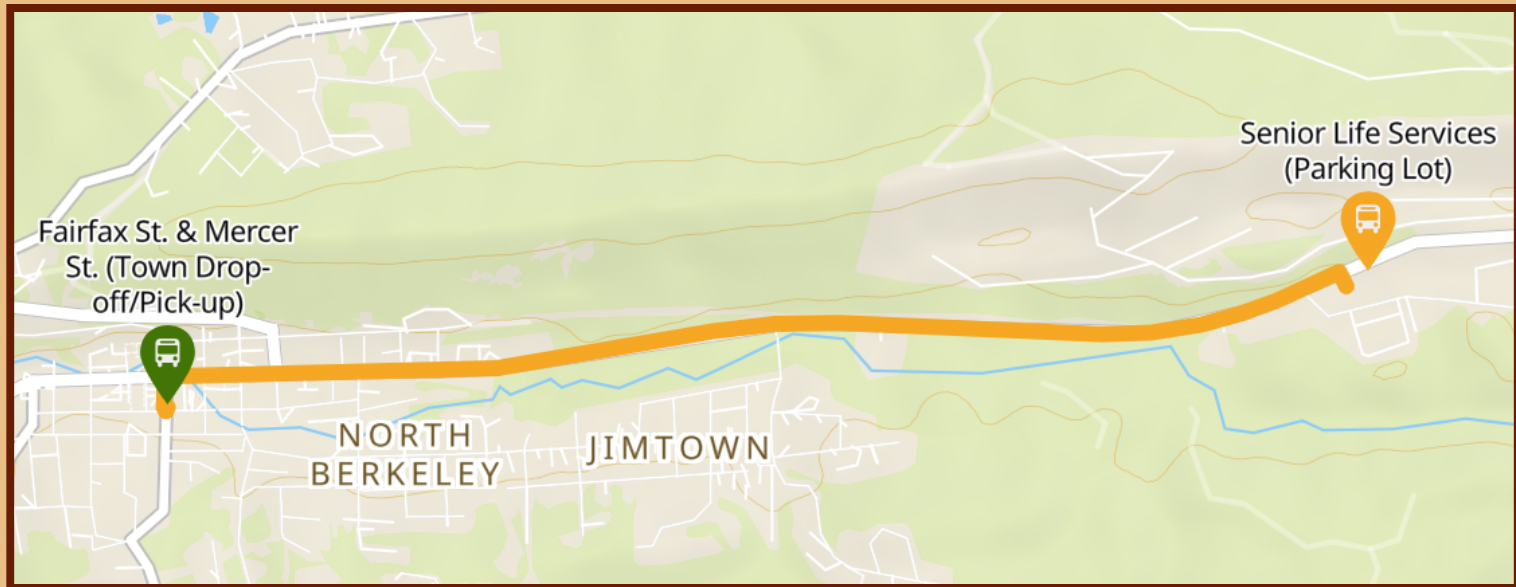 Senior Life Services
(Parking Lot)
Fairfax St. & Mercer
St. (Town Drop-
off/Pick-up)
NORTH
BERKELEY
JIMTOWN